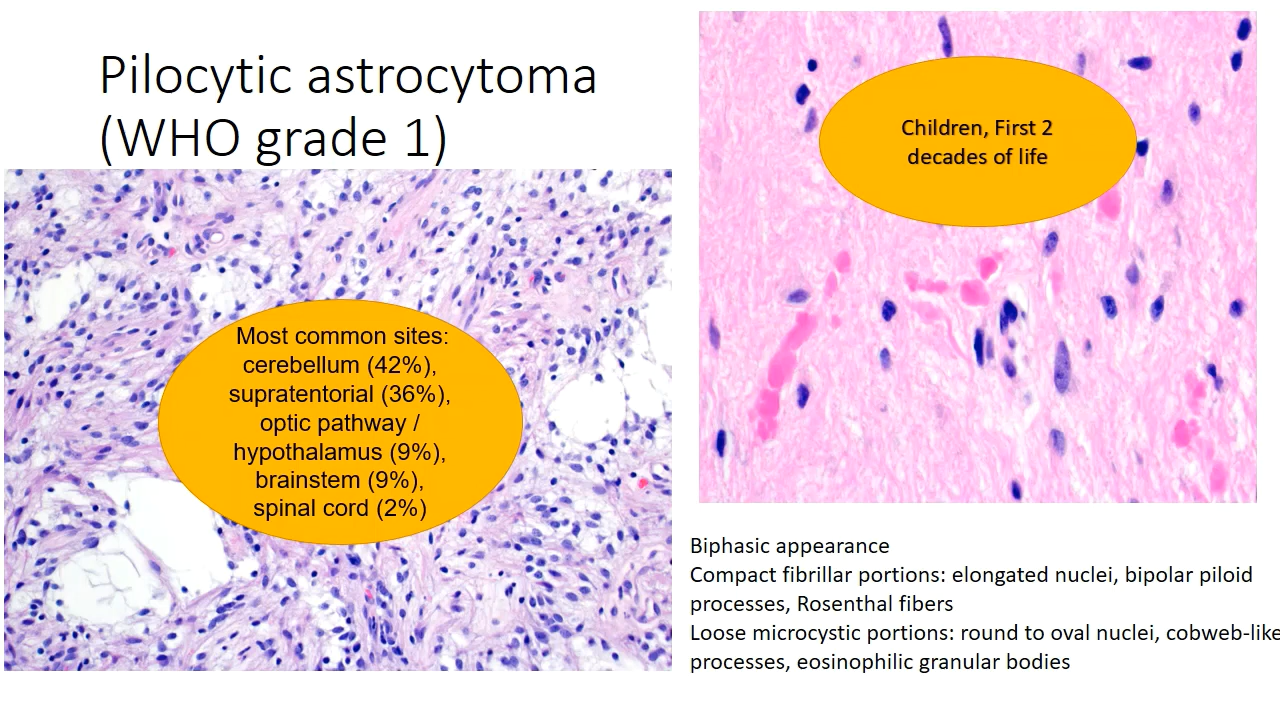 Pilocytic astrocytoma
(WHO grade 1)
Most common sites:
cerebellum (42%),
supratentorial (36%),
optic pathway /
hypothalamus (9%),
brainstem (9%),
spinal cord (2%)
Children, First 2
decades of life
Biphasic appearance
Compact fibrillar portions: elongated nuclei, bipolar piloid
processes, Rosenthal fibers
Loose microcystic portions: round to oval nuclei, cobweb-like
processes, eosinophilic granular bodies